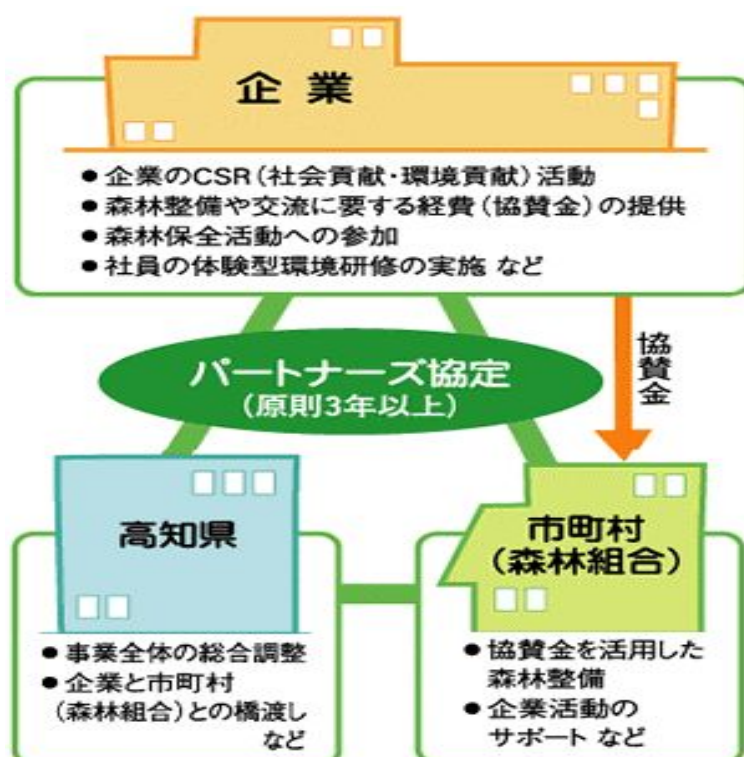 企業
●企業のCSR(社会貢献・環境貢献)活動
●森林整備や交流に要する経費(協賛金)の提供
●森林保全活動への参加
●社員の体験型環境研修の実施 など
パートナーズ協定
(原則3年以上)
協賛金
高知県
●事業全体の総合調整
●企業と市町村
(森林組合)との橋渡し
など
市町村
(森林組合)
●協賛金を活用した
森林整備
●企業活動の
サポート など